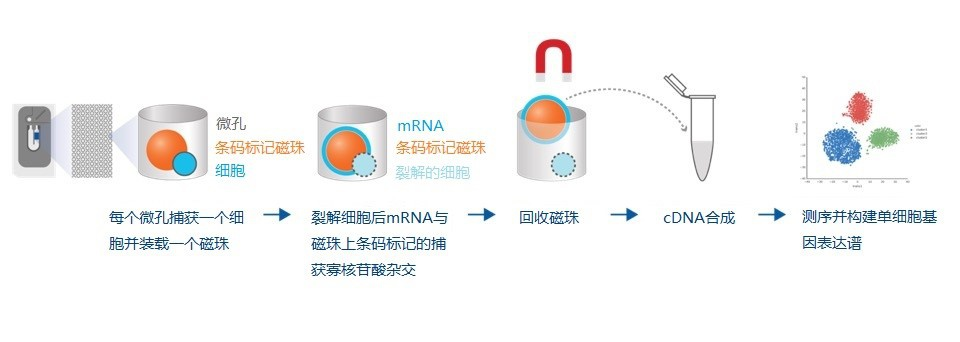 微孔
条码标记磁珠
细胞
mRNA
条码标记磁珠
裂解的细胞
每个微孔捕获一个细
胞并装载一个磁珠
裂解细胞后mRNA与
磁珠上条码标记的捕
获寡核苷酸杂交
回收磁珠
cDNA合成
测序并构建单细胞基
因表达谱